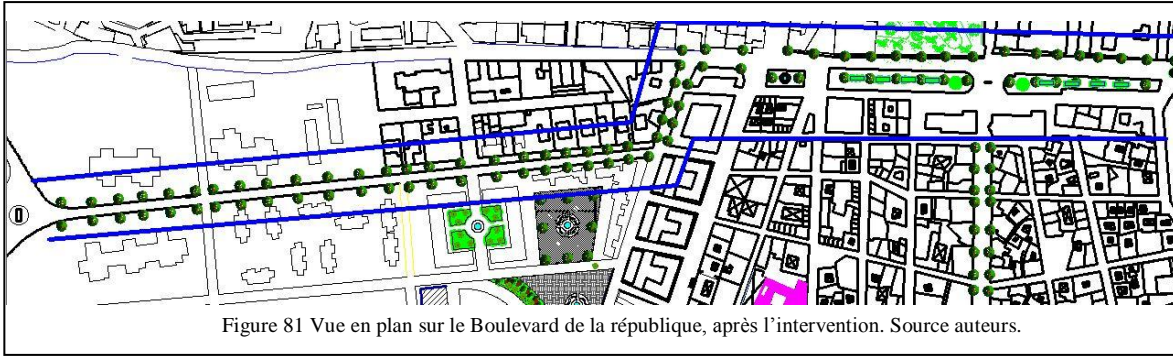 Figure 81 Vue en plan sur le Boulevard de la république, après l’intervention. Source auteurs.